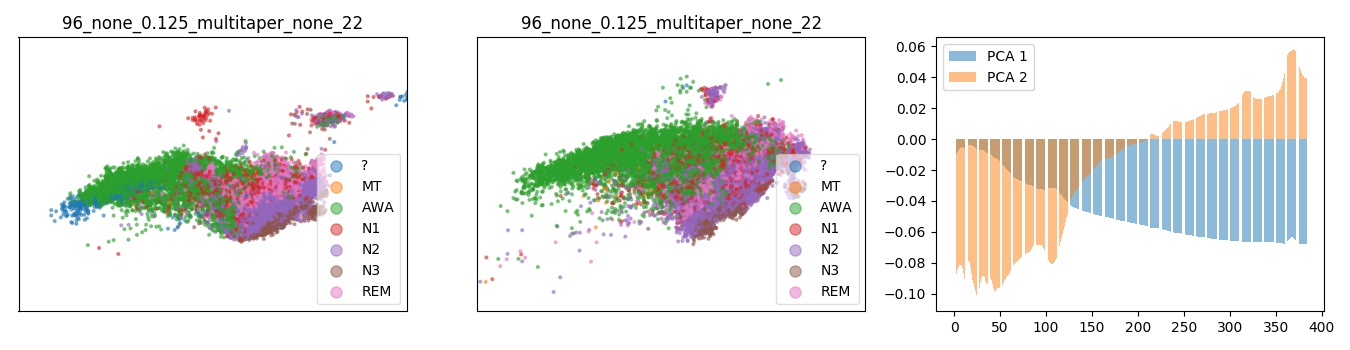 96_none_0.125_multitaper_none_22
?
MT
AWA
N1
N2
N3
REM
96_none_0.125_multitaper_none_22
?
MT
AWA
N1
N2
N3
REM
PCA 1
PCA 2
0.06
0.04
0.02
0.00
−0.02
−0.04
−0.06
−0.08
−0.10
0 50 100 150 200 250 300 350 400